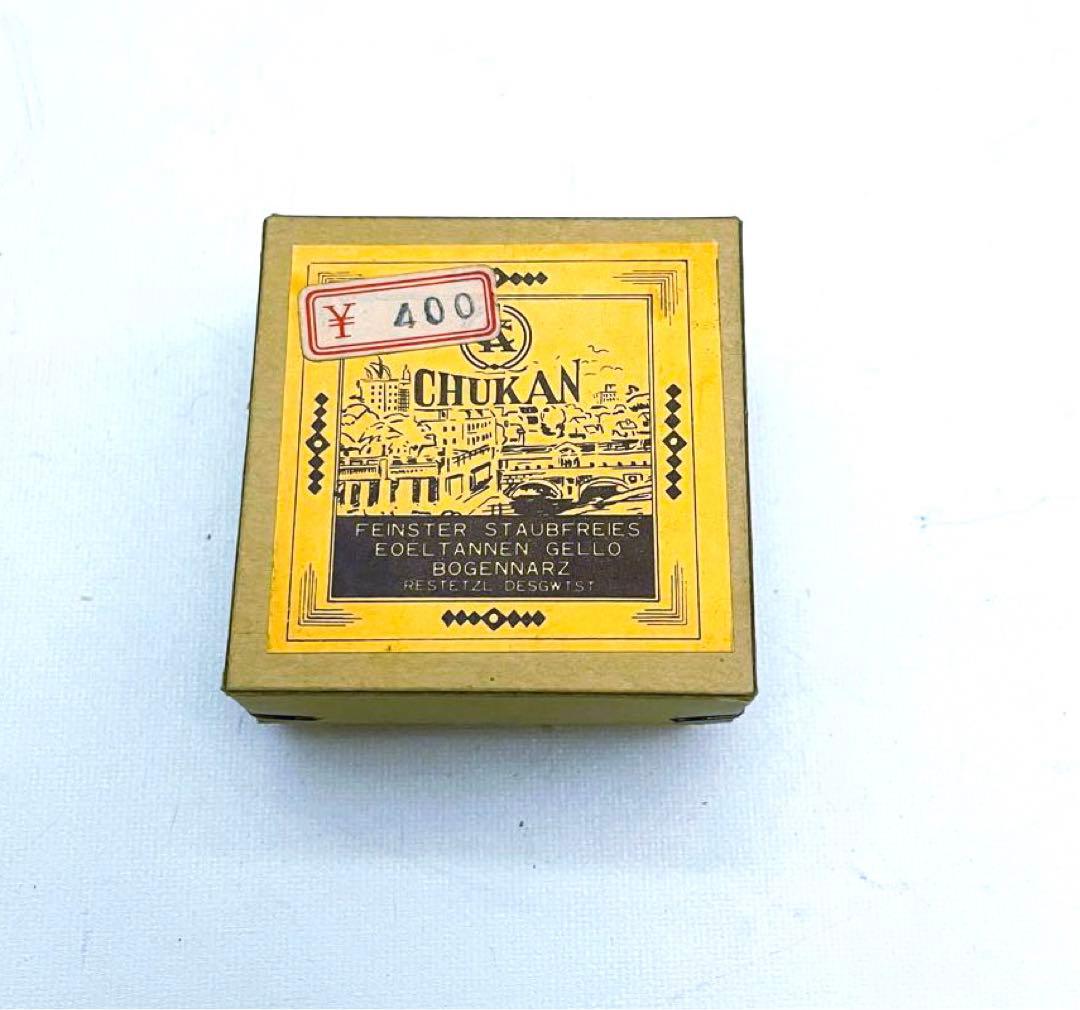 ¥ 400
CHUKAN
FEINSTER STAUBFREIES
EOELTANNEN GELLO
BOGENNARZ
RESTETZL DESGWTST